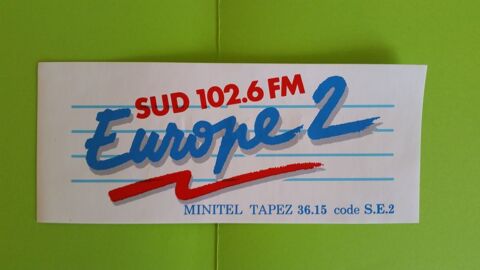 SUD 102.6 FM
Europe 2
MINITEL TAPEZ 36.15 code S.E.2